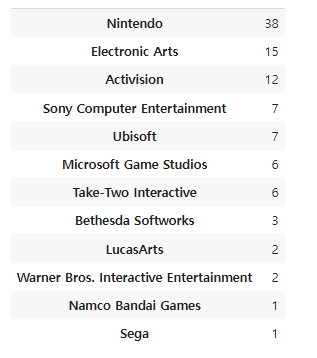 Nintendo 38
Electronic Arts 15
Activision 12
Sony Computer Entertainment 7
Ubisoft 7
Microsoft Game Studios 6
Take-Two Interactive 6
Bethesda Softworks 3
LucasArts 2
Warner Bros. Interactive Entertainment 2
Namco Bandai Games 1
Sega 1